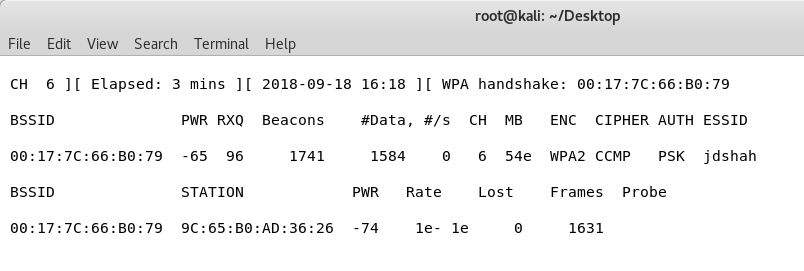 root@kali: ~/Desktop
File Edit View Search Terminal Help
CH 6 ][ Elapsed: 3 mins ][ 2018-09-18 16:18 ][ WPA handshake: 00:17:7C:66:B0:79
BSSID PWR RXQ Beacons #Data, #/s CH MB ENC CIPHER AUTH ESSID
00:17:7C:66:B0:79 -65 96 1741 1584 0 6 54e WPA2 CCMP PSK jdshah
BSSID STATION PWR Rate Lost Frames Probe
00:17:7C:66:B0:79 9C:65:B0:AD:36:26 -74 1e- 1e 0 1631